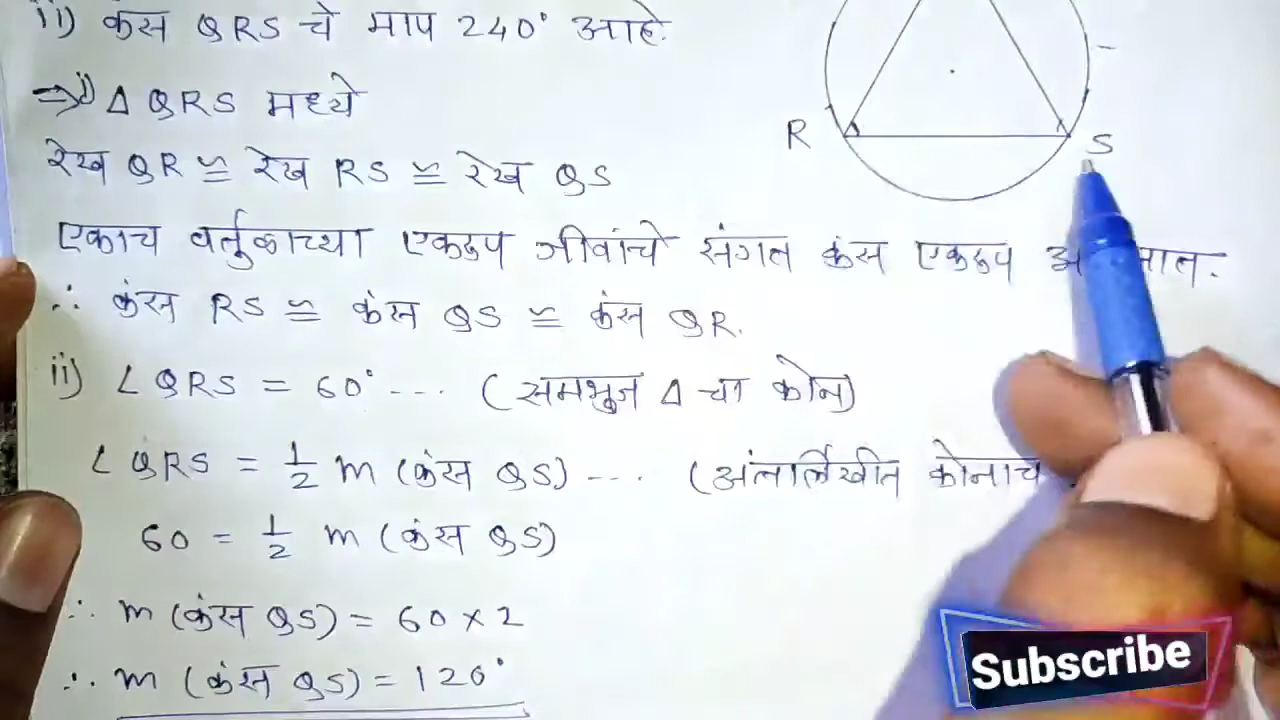 ii) कंस QRS चे माप 240° आहे.
R
S
⇒ i) Δ QRS मध्ये
रेख QR ≅ रेख RS ≅ रेख QS
एकाच वर्तुळाच्या एकरूप जीवांचे संगत कंस एकरूप
∴ कंस RS ≅ कंस QS ≅ कंस QR.
ii) ∠QRS = 60° --- (समभुज Δ चा कोन)
∠QRS = 1/2 m (कंस QS) --- (अंतर्लिखीत कोनाच
60 = 1/2 m (कंस QS)
∴ m (कंस QS) = 60 × 2
∴ m (कंस QS) = 120°
Subscribe